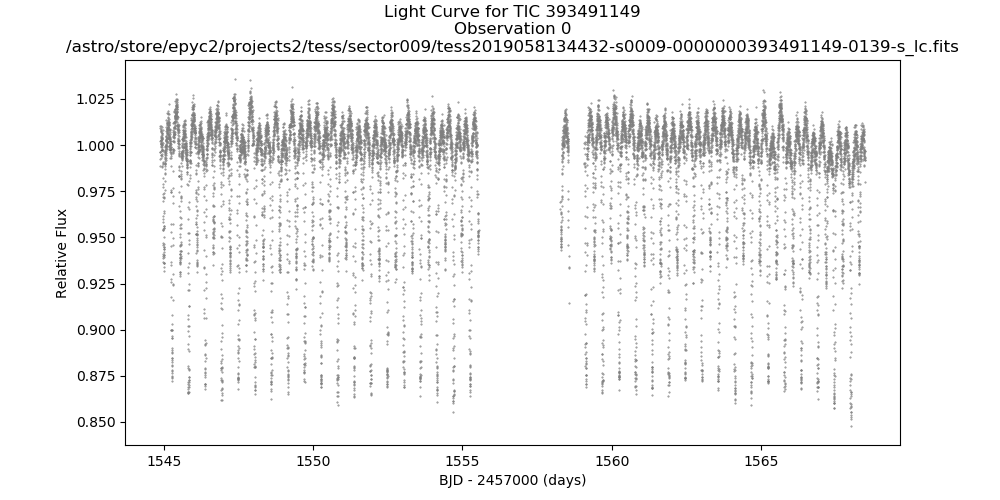 Light Curve for TIC 393491149
Observation 0
/astro/store/epyc2/projects2/tess/sector009/tess2019058134432-s0009-0000000393491149-0139-s_lc.fits
1.025
1.000
0.975
0.950
0.925
0.900
0.875
0.850
Relative Flux
1545 1550 1555 1560 1565
BJD - 2457000 (days)